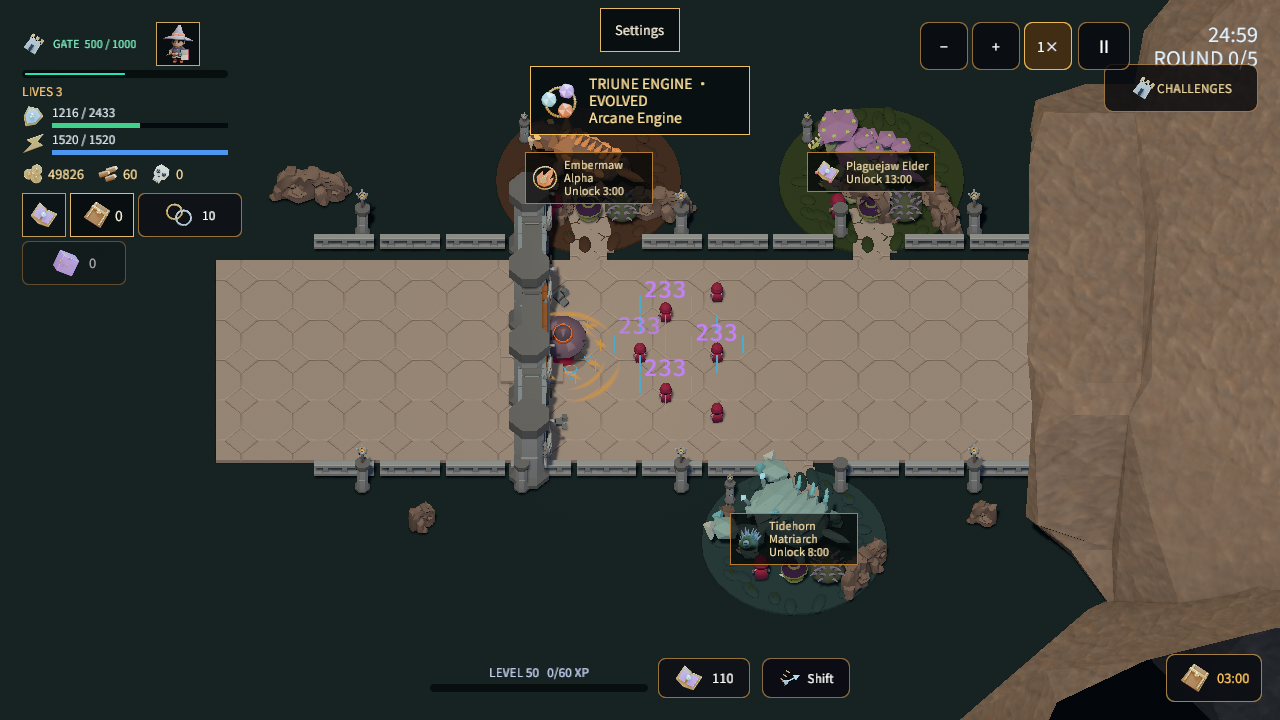 GATE 500 / 1000
LIVES 3
1216 / 2433
1520 / 1520
49826
60
0
0
10
0
Settings
TRIUNE ENGINE ·
EVOLVED
Arcane Engine
−
+
1×
24:59
ROUND 0/5
CHALLENGES
Embermaw
Alpha
Unlock 3:00
Plaguejaw Elder
Unlock 13:00
233
233
233
233
Tidehorn
Matriarch
Unlock 8:00
LEVEL 50 0/60 XP
110
Shift
03:00